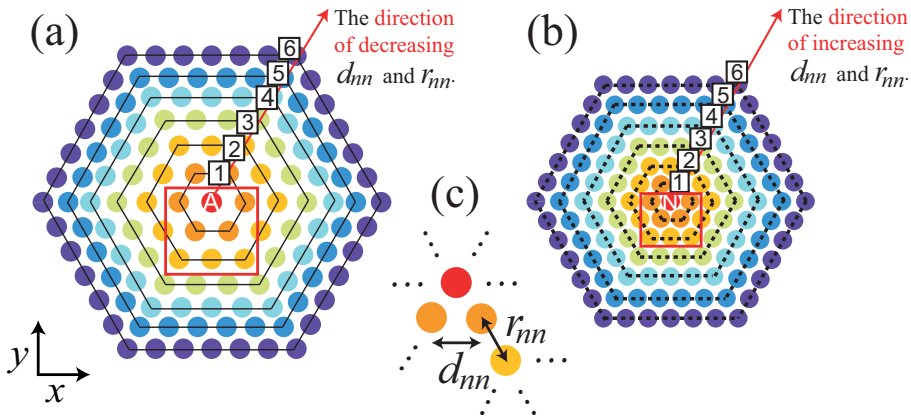 (a)
The direction
of decreasing
dnn and rnn.
6
5
4
3
2
1
A
y
x
(b)
The direction
of increasing
dnn and rnn.
6
5
4
3
2
1
N
(c)
... ...
... ...
rnn
dnn
...
... ...